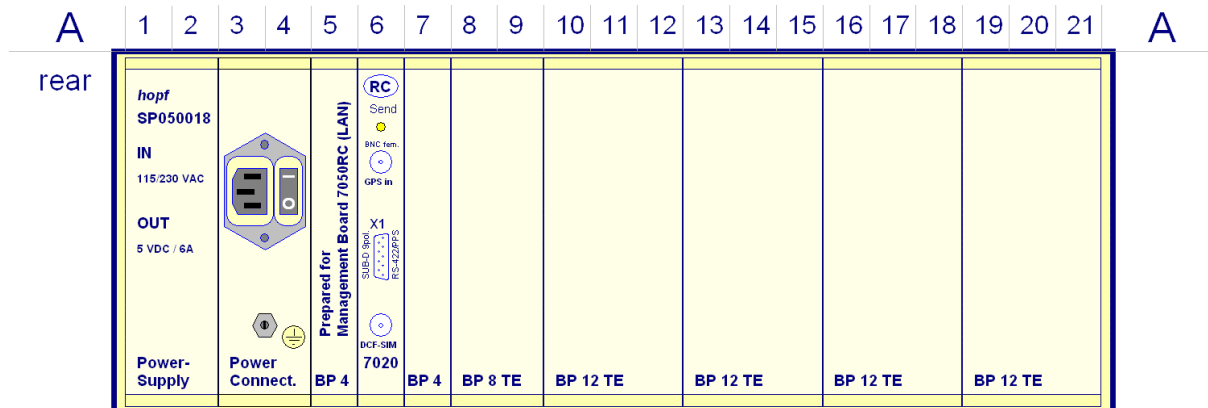 A 1 2 3 4 5 6 7 8 9 10 11 12 13 14 15 16 17 18 19 20 21 A
rear
hopf
SP050018
IN
115/230 VAC
OUT
5 VDC / 6A
Power-
Supply
I
O
Power
Connect.
Prepared for
Management Board 7050RC (LAN)
BP 4
RC
Send
BNC fem.
GPS in
X1
SUB-D 9pol.
RS-422/PPS
DCF-SIM
7020
BP 4
BP 8 TE
BP 12 TE
BP 12 TE
BP 12 TE
BP 12 TE